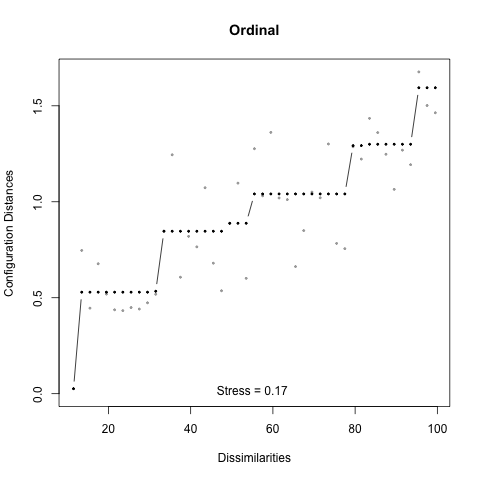 Ordinal
Configuration Distances
1.5
1.0
0.5
0.0
Stress = 0.17
20 40 60 80 100
Dissimilarities